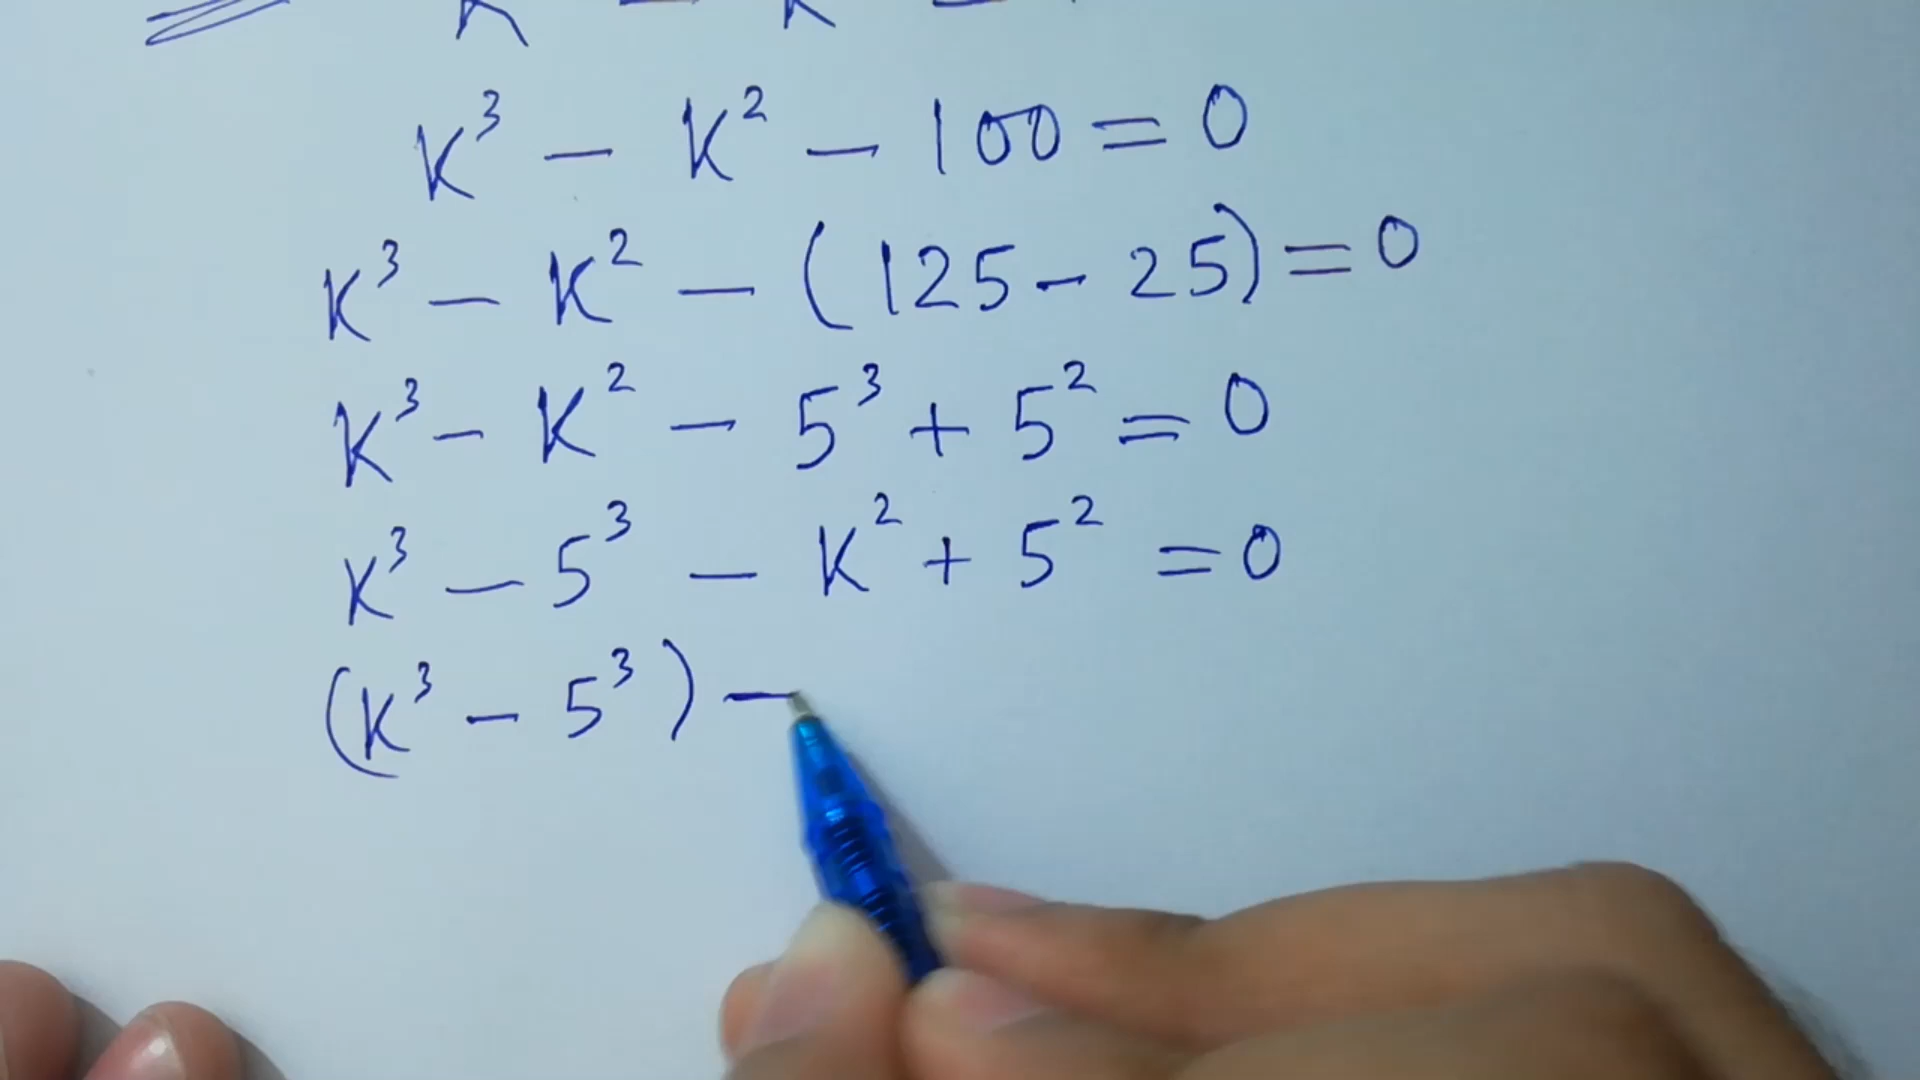 K³ - K² - 100 = 0
K³ - K² - (125 - 25) = 0
K³ - K² - 5³ + 5² = 0
K³ - 5³ - K² + 5² = 0
(K³ - 5³) -